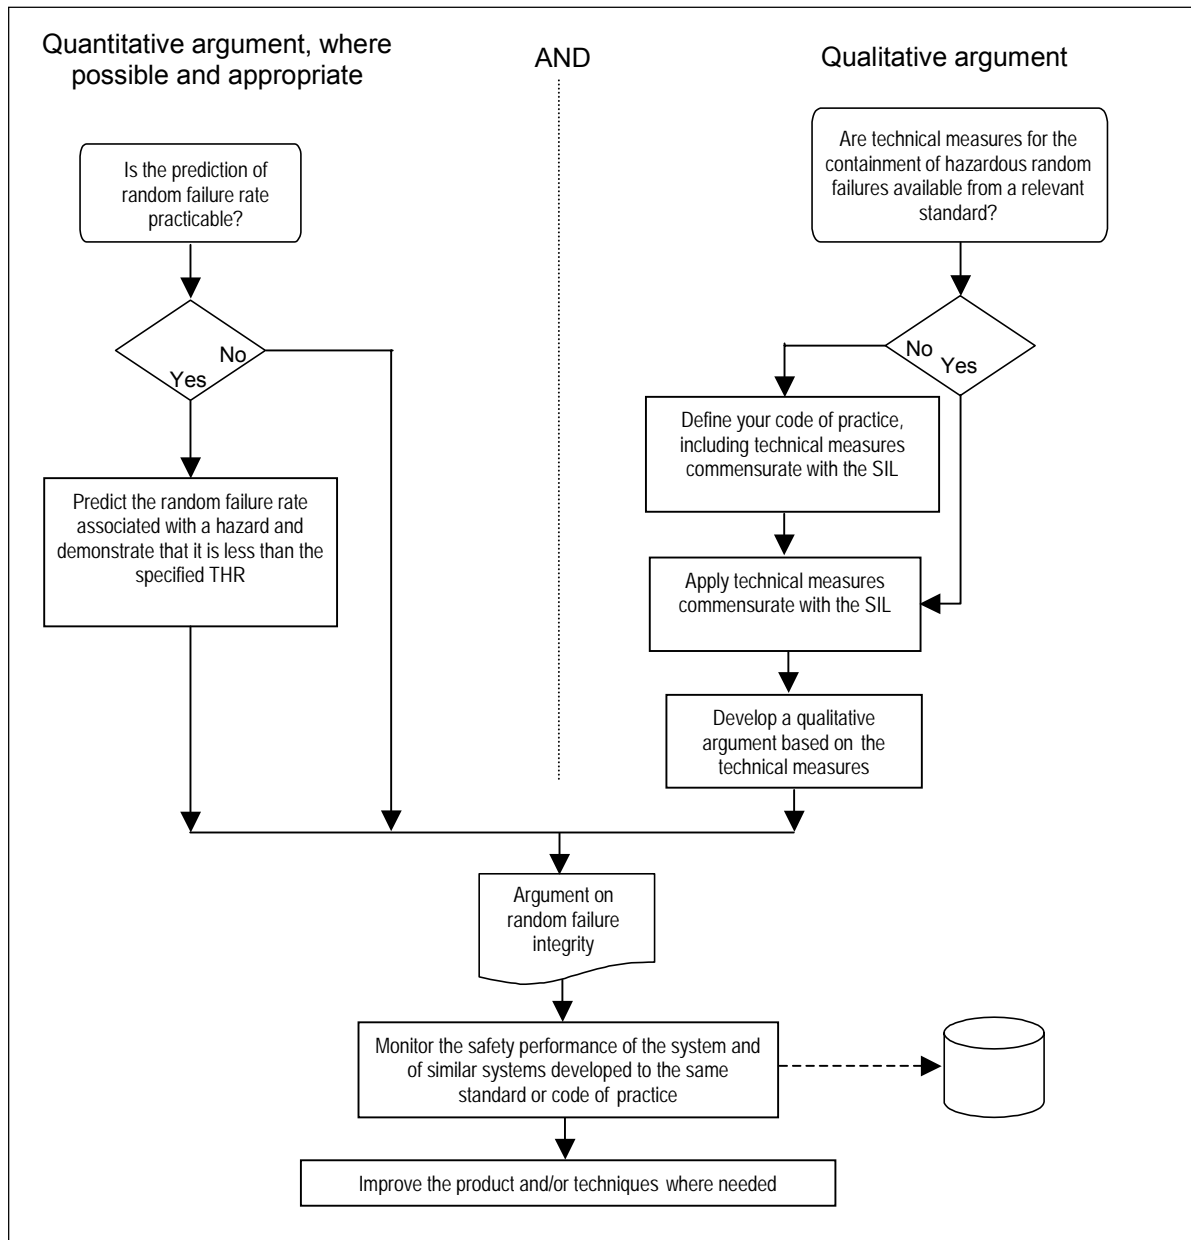 Quantitative argument, where
possible and appropriate
AND
Qualitative argument
Is the prediction of
random failure rate
practicable?
Are technical measures for the
containment of hazardous random
failures available from a relevant
standard?
No
Yes
No
Yes
Define your code of practice,
including technical measures
commensurate with the SIL
Predict the random failure rate
associated with a hazard and
demonstrate that it is less than the
specified THR
Apply technical measures
commensurate with the SIL
Develop a qualitative
argument based on the
technical measures
Argument on
random failure
integrity
Monitor the safety performance of the system and
of similar systems developed to the same
standard or code of practice
Improve the product and/or techniques where needed